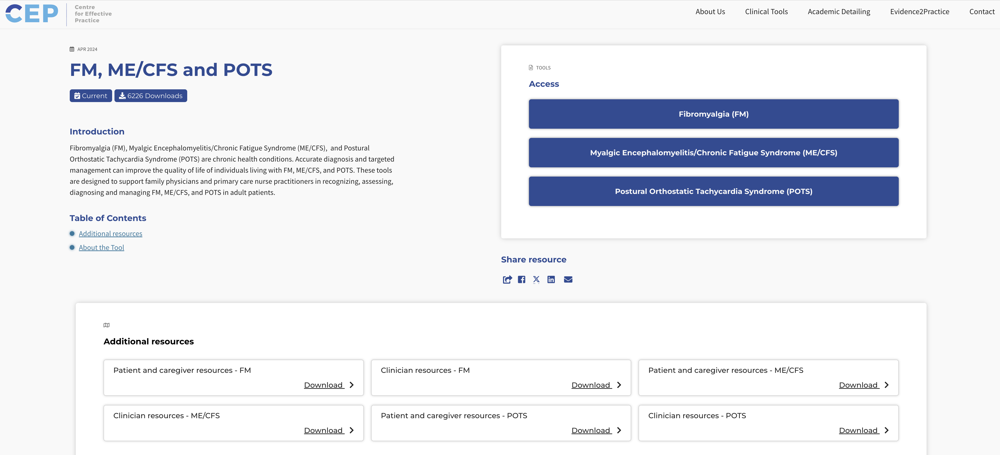 CEP
Centre
for Effective
Practice
About Us
Clinical Tools
Academic Detailing
Evidence2Practice
Contact
APR 2024
FM, ME/CFS and POTS
Current
6226 Downloads
Introduction
Fibromyalgia (FM), Myalgic Encephalomyelitis/Chronic Fatigue Syndrome (ME/CFS),  and Postural
Orthostatic Tachycardia Syndrome (POTS) are chronic health conditions. Accurate diagnosis and targeted
management can improve the quality of life of individuals living with FM, ME/CFS, and POTS. These tools
are designed to support family physicians and primary care nurse practitioners in recognizing, assessing,
diagnosing and managing FM, ME/CFS, and POTS in adult patients.
Table of Contents
Additional resources
About the Tool
TOOLS
Access
Fibromyalgia (FM)
Myalgic Encephalomyelitis/Chronic Fatigue Syndrome (ME/CFS)
Postural Orthostatic Tachycardia Syndrome (POTS)
Share resource
Additional resources
Patient and caregiver resources - FM
Download
Clinician resources - FM
Download
Patient and caregiver resources - ME/CFS
Download
Clinician resources - ME/CFS
Download
Patient and caregiver resources - POTS
Download
Clinician resources - POTS
Download